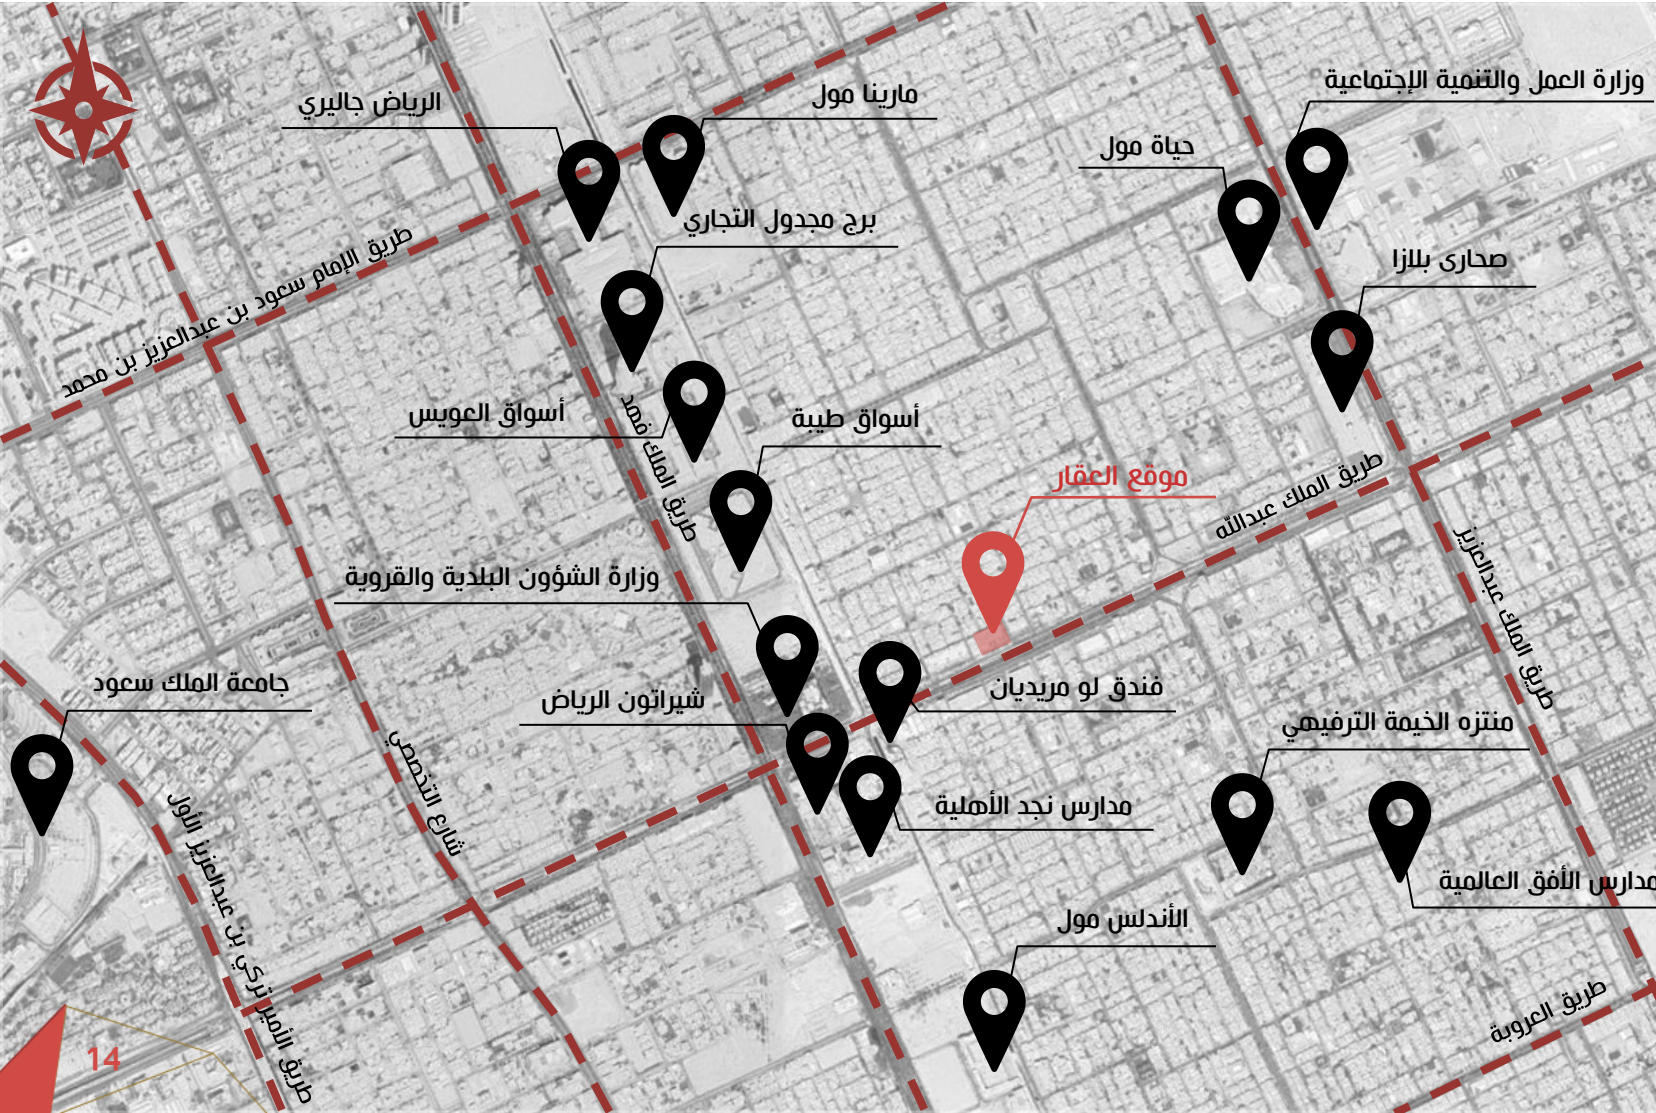 وزارة العمل والتنمية الإجتماعية
مارينا مول
الرياض جاليري
حياة مول
برج مجدول التجاري
صحارى بلازا
طريق الإمام سعود بن عبدالعزيز بن محمد
أسواق العويس
أسواق طيبة
طريق الملك فهد
موقع العقار
طريق الملك عبدالله
وزارة الشؤون البلدية والقروية
طريق الملك عبدالعزيز
جامعة الملك سعود
شيراتون الرياض
فندق لو مريديان
منتزه الخيمة الترفيهي
شارع التخصصي
مدارس نجد الأهلية
طريق الأمير تركي بن عبدالعزيز الأول
مدارس الأفق العالمية
الأندلس مول
طريق العروبة
14